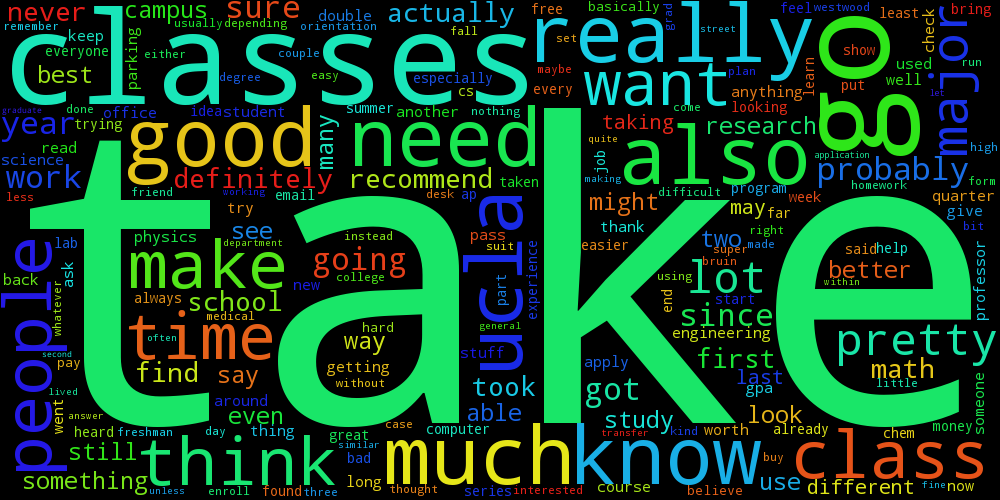 never
campus
sure
actually
double
free
basically
feel
westwood
least
bring
remember
usually
depending
orientation
fall
set
grad
street
check
keep
everyone
parking
either
couple
classes
really
go
show
major
best
degree
easy
especially
maybe
plan
learn
used
run
put
well
cs
every
want
anything
let
graduate
done
office
idea
student
summer
another
nothing
come
looking
year
trying
good
many
need
taking
also
research
high
read
quite
job
application
science
definitely
recommend
taken
making
difficult
program
probably
homework
form
work
less
friend
working
email
desk
ap
might
may
far
week
quarter
give
bit
people
try
see
department
physics
instead
ucla
pass
suit
thank
easier
two
super
bruin
right
made
said
help
lab
ask
back
make
going
college
new
experience
part
lot
using
start
end
within
better
professor
always
school
medical
take
whatever
time
often
hard
way
general
since
engineering
pretty
second
pay
find
say
getting
without
stuff
apply
first
last
math
lived
took
got
gpa
little
someone
went
answer
around
even
able
study
look
case
computer
worth
already
chem
money
heard
freshman
day
thing
great
similar
transfer
kind
still
think
bad
much
know
class
something
long
thought
series
interested
course
believe
buy
use
different
fine
now
unless
enroll
found
three